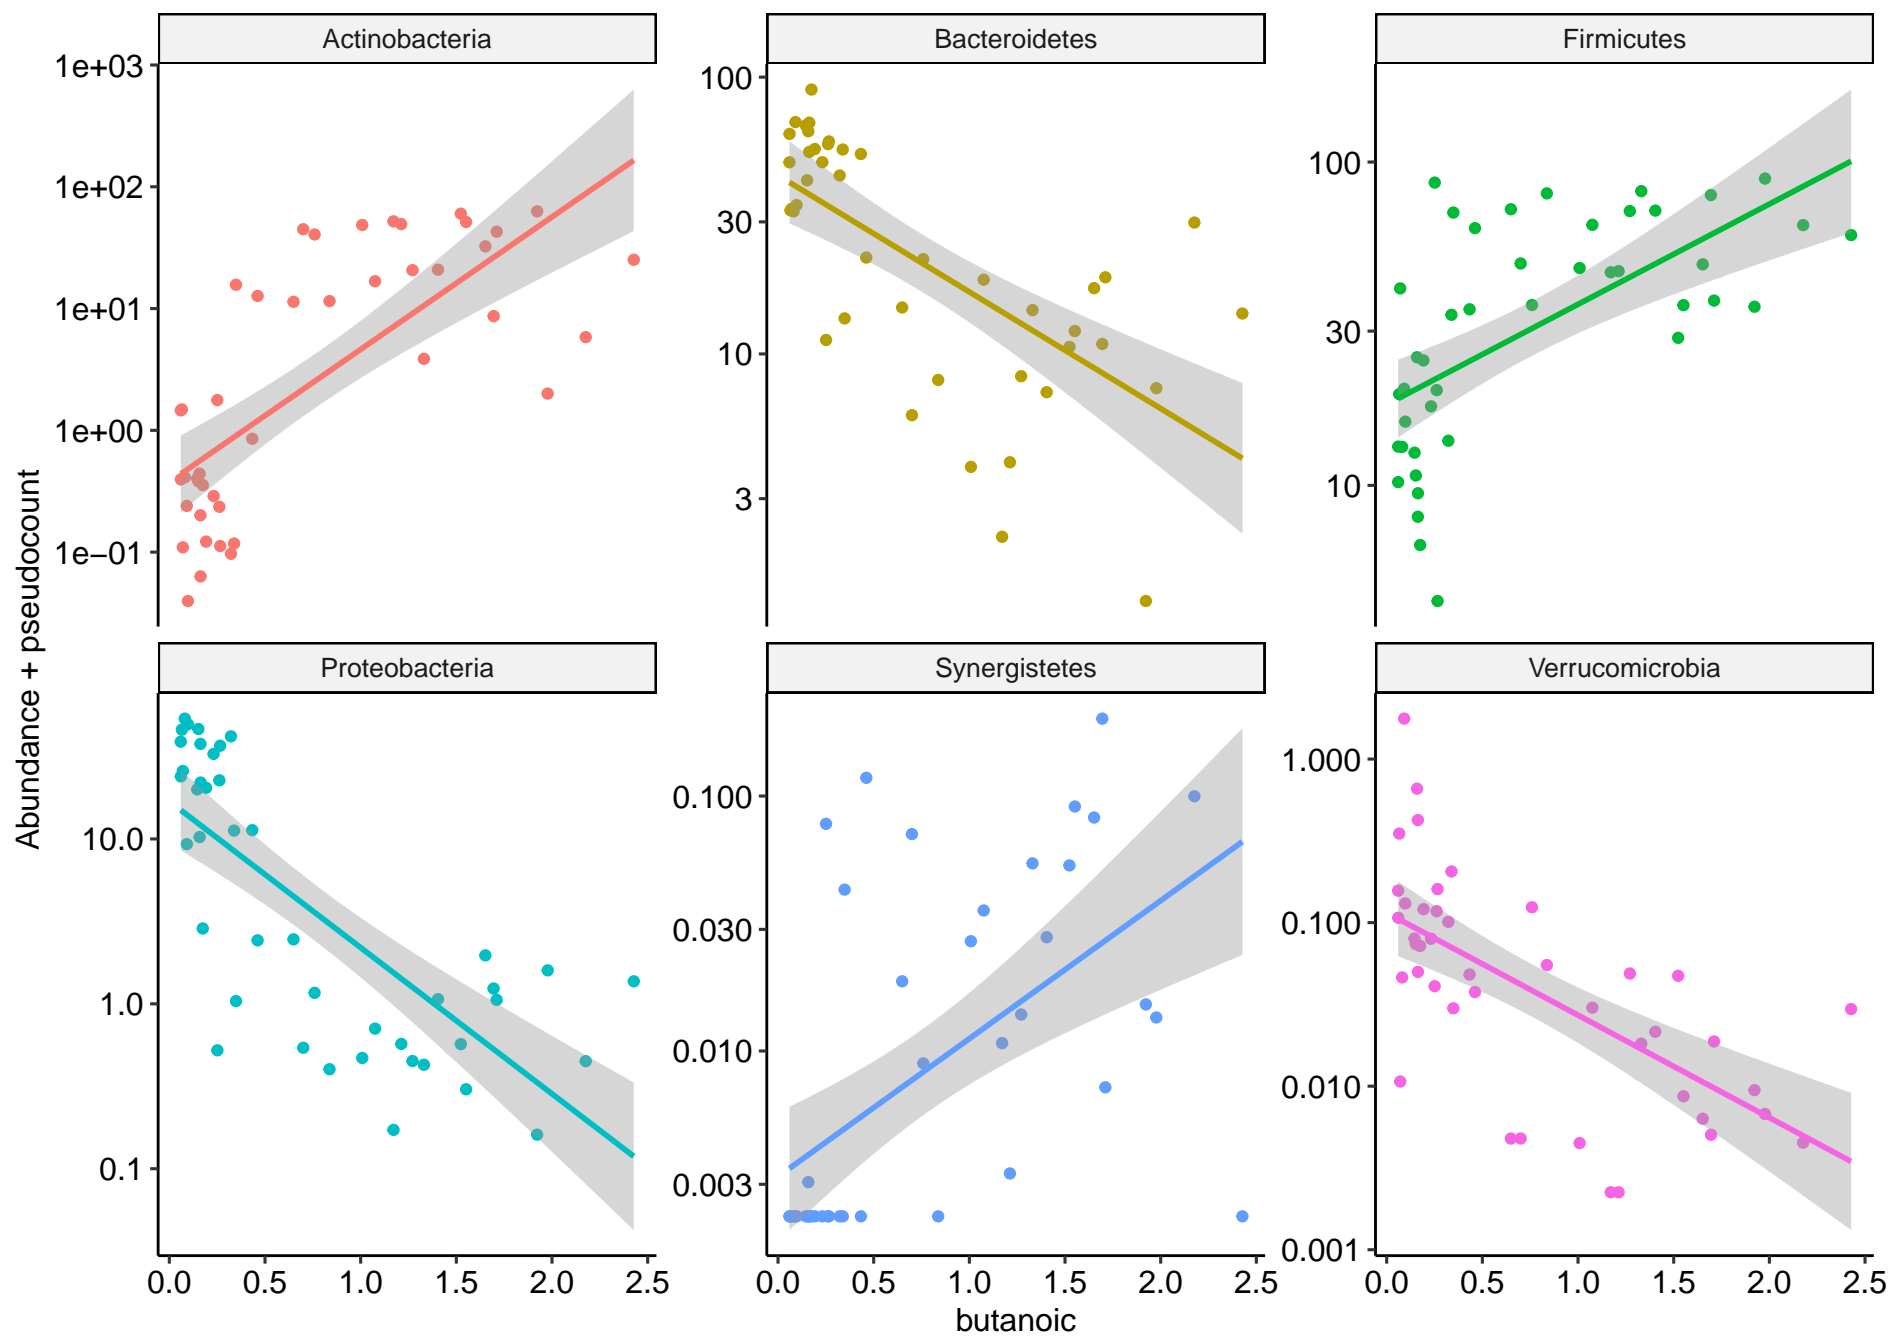 Actinobacteria
Bacteroidetes
Firmicutes
1e+03
1e+02
1e+01
1e+00
1e−01
100
30
10
3
100
30
10
Abundance + pseudocount
Proteobacteria
Synergistetes
Verrucomicrobia
10.0
1.0
0.1
0.100
0.030
0.010
0.003
1.000
0.100
0.010
0.001
0.0 0.5 1.0 1.5 2.0 2.5
0.0 0.5 1.0 1.5 2.0 2.5
0.0 0.5 1.0 1.5 2.0 2.5
butanoic